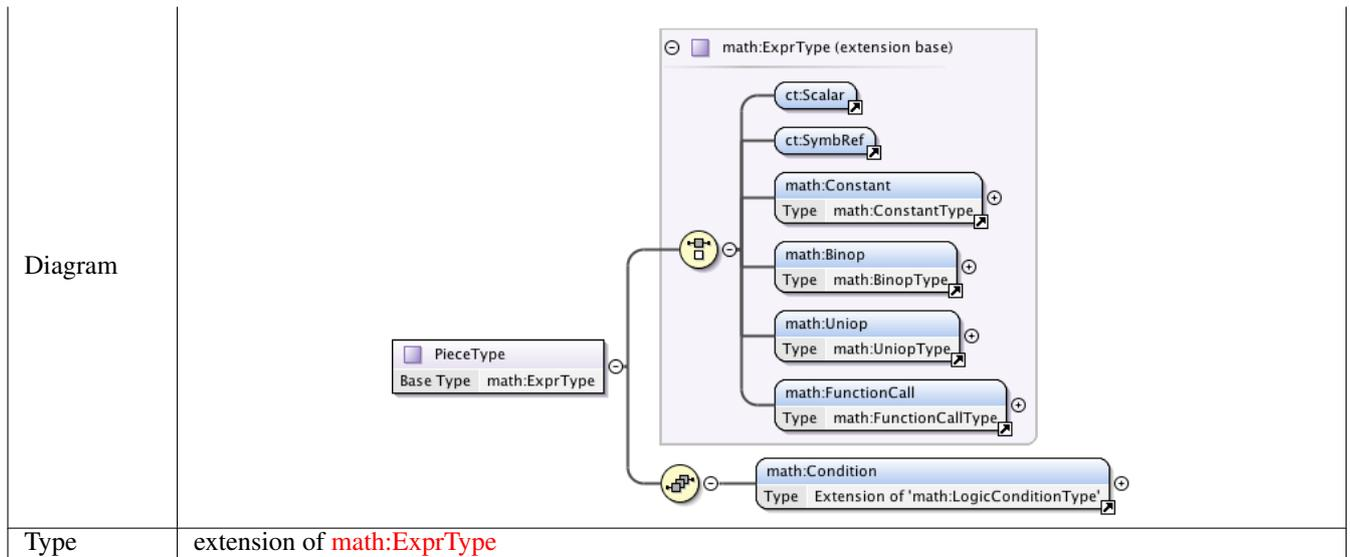 math:ExprType (extension base)
ct:Scalar
ct:SymbRef
math:Constant
Type math:ConstantType
math:Binop
Type math:BinopType
Diagram
math:Uniop
Type math:UniopType
PieceType
Base Type math:ExprType
math:FunctionCall
Type math:FunctionCallType
math:Condition
Type Extension of 'math:LogicConditionType'
Type extension of math:ExprType